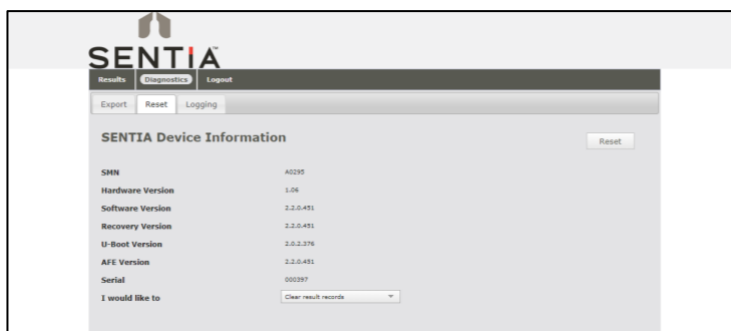 SENTIA™
Results Diagnostics Logout
Export Reset Logging
SENTIA Device Information Reset
SMN A0295
Hardware Version 1.06
Software Version 2.2.0.451
Recovery Version 2.2.0.451
U-Boot Version 2.0.2.376
AFE Version 2.2.0.451
Serial 000397
I would like to Clear result records